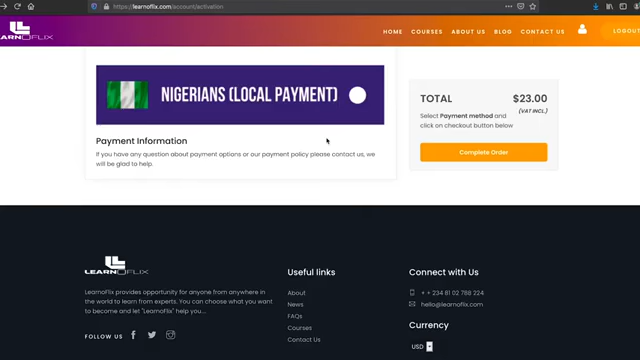 https://learnoflix.com/account/activation
LEARNOFLIX
HOME COURSES ABOUT US BLOG CONTACT US LOGOUT
NIGERIANS (LOCAL PAYMENT)
Payment Information
If you have any question about payment options or our payment policy please contact us, we
will be glad to help.
TOTAL $23.00
(VAT INCL.)
Select Payment method and
click on checkout button below
Complete Order
LEARNOFLIX
LearnoFlix provides opportunity for anyone from anywhere in
the world to learn from experts. You can choose what you want
to become and let "LearnoFlix" help you....
FOLLOW US
Useful links
About
News
FAQs
Courses
Contact Us
Connect with Us
+ + 234 81 02 788 224
hello@learnoflix.com
Currency
USD